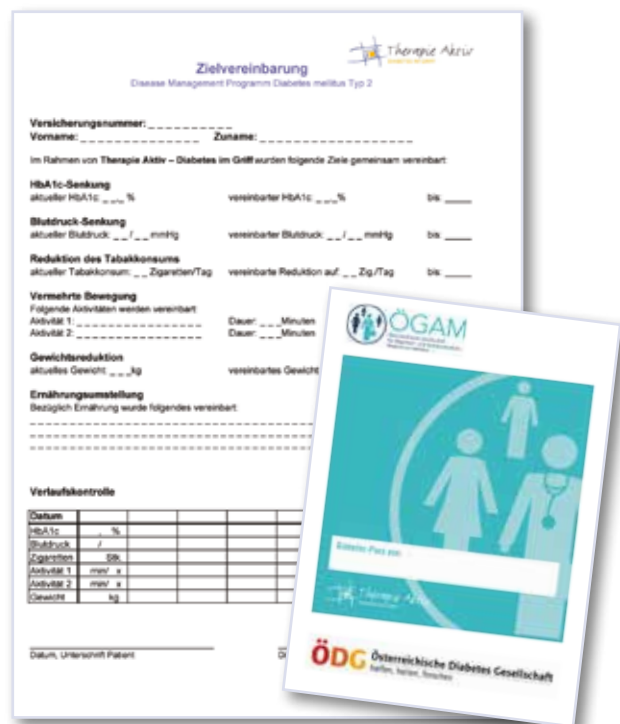 Therapie Aktiv
Zielvereinbarung
Disease Management Programm Diabetes mellitus Typ 2
Versicherungsnummer: _ _ _ _ _ _ _ _ _ _
Vorname: _ _ _ _ _ _ _ _ _ _ _ _ _ _ _ Zuname: _ _ _ _ _ _ _ _ _ _ _ _ _ _ _ _ _ _
Im Rahmen von Therapie Aktiv – Diabetes im Griff wurden folgende Ziele gemeinsam vereinbart:
HbA1c-Senkung
aktueller HbA1c: _ _,_ % vereinbarter HbA1c: _ _,_% bis: _____
Blutdruck-Senkung
aktueller Blutdruck: _ _ / _ _ mmHg vereinbarter Blutdruck: _ _ / _ _ mmHg bis: _____
Reduktion des Tabakkonsums
aktueller Tabakkonsum: _ _ Zigaretten/Tag vereinbarte Reduktion auf: _ _ Zig./Tag bis: _____
Vermehrte Bewegung
Folgende Aktivitäten werden vereinbart:
Aktivität 1: _ _ _ _ _ _ _ _ _ _ _ _ _ _ _ Dauer: _ _ _Minuten
Aktivität 2: _ _ _ _ _ _ _ _ _ _ _ _ _ _ _ Dauer: _ _ _Minuten
Gewichtsreduktion
aktuelles Gewicht: _ _ _kg vereinbartes Gewicht
Ernährungsumstellung
Bezüglich Ernährung wurde folgendes vereinbart:
Verlaufskontrolle
Datum
HbA1c , %
Blutdruck /
Zigaretten Stk.
Aktivität 1 min/ x
Aktivität 2 min/ x
Gewicht kg
Datum, Unterschrift Patient
ÖGAM
Therapie Aktiv
ÖDG Österreichische Diabetes Gesellschaft
helfen, heilen, forschen